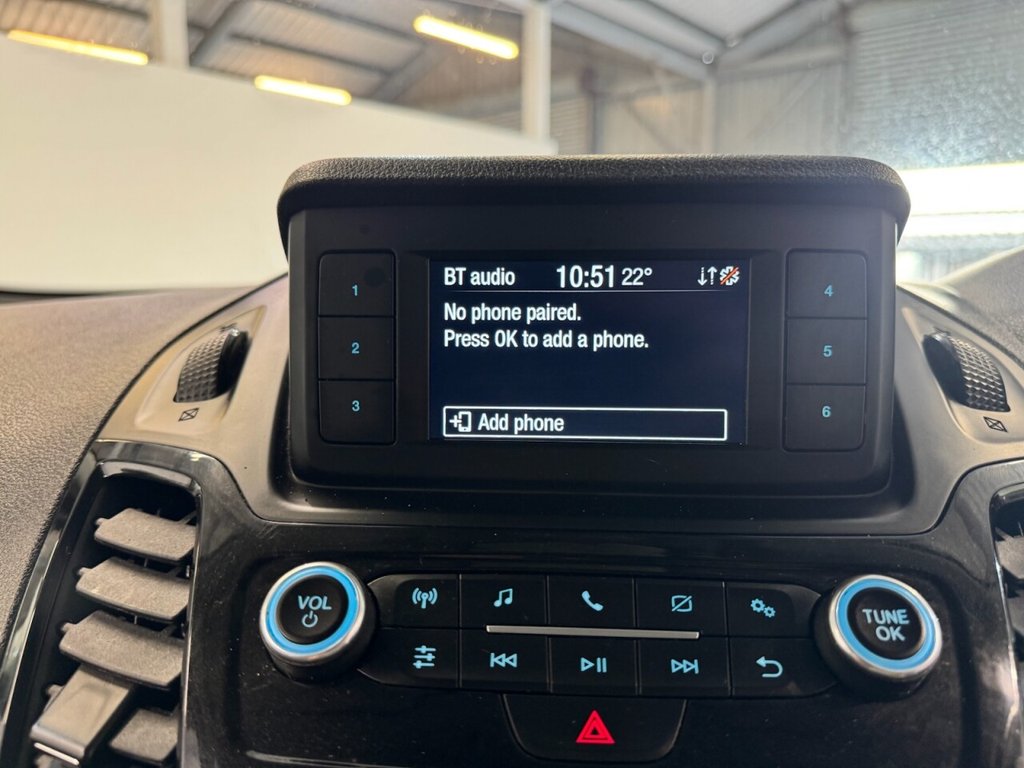 BT audio 10:51 22°
No phone paired.
Press OK to add a phone.
Add phone
1
2
3
4
5
6
VOL
TUNE
OK